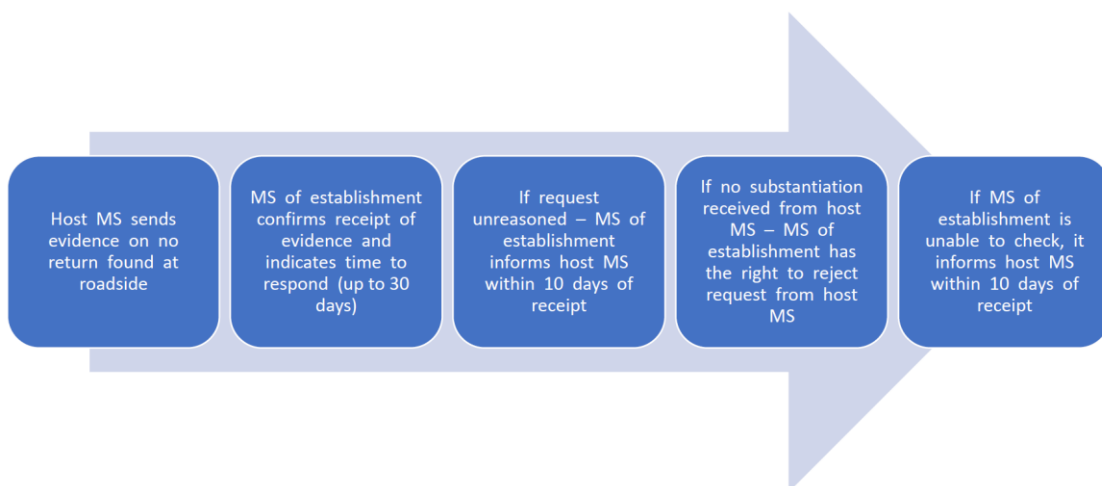 Host MS sends
evidence on no
return found at
roadside
MS of establishment
confirms receipt of
evidence and
indicates time to
respond (up to 30
days)
If request
unreasoned – MS of
establishment
informs host MS
within 10 days of
receipt
If no substantiation
received from host
MS – MS of
establishment has
the right to reject
request from host
MS
If MS of
establishment is
unable to check, it
informs host MS
within 10 days of
receipt